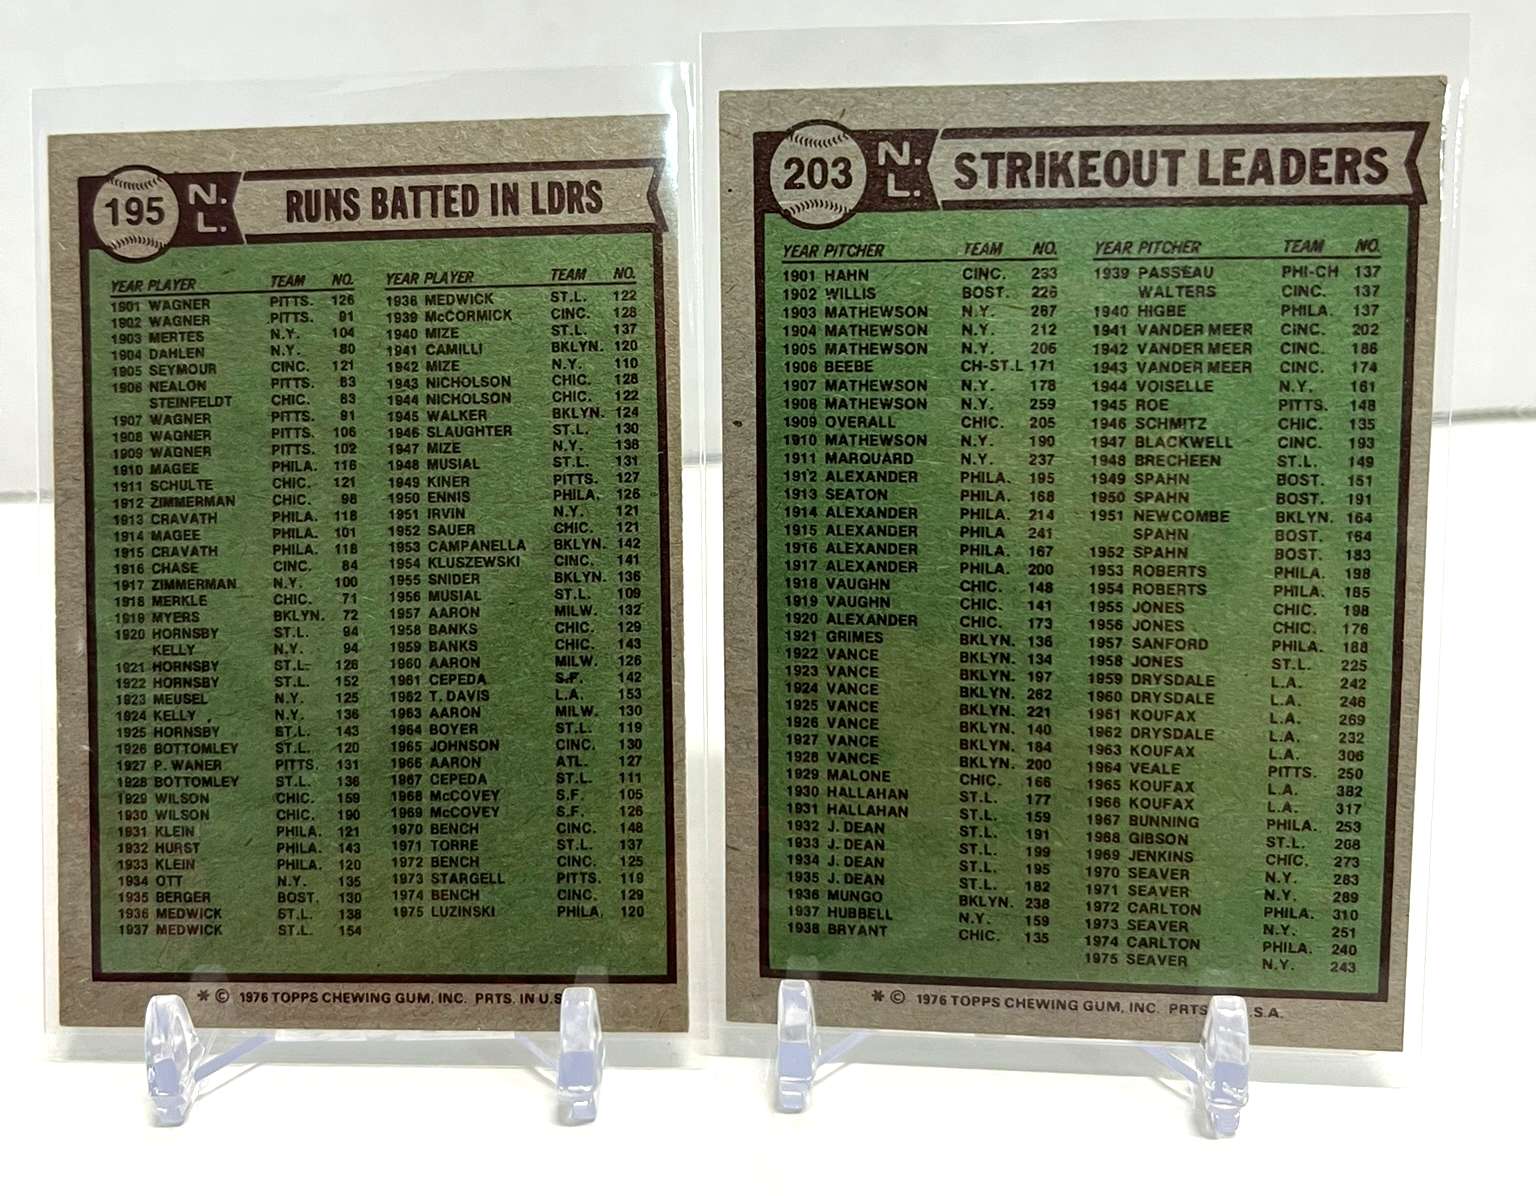 195 N.L. RUNS BATTED IN LDRS
YEAR PLAYER TEAM NO.
1901 WAGNER PITTS. 126
1902 WAGNER PITTS. 91
1903 MERTES N.Y. 104
1904 DAHLEN N.Y. 80
1905 SEYMOUR CINC. 121
1906 NEALON PITTS. 83
STEINFELDT CHIC. 83
1907 WAGNER PITTS. 91
1908 WAGNER PITTS. 106
1909 WAGNER PITTS. 102
1910 MAGEE PHILA. 116
1911 SCHULTE CHIC. 121
1912 ZIMMERMAN CHIC. 98
1913 CRAVATH PHILA. 118
1914 MAGEE PHILA. 101
1915 CRAVATH PHILA. 118
1916 CHASE CINC. 84
1917 ZIMMERMAN N.Y. 100
1918 MERKLE CHIC. 71
1919 MYERS BKLYN. 72
1920 HORNSBY ST.L. 94
KELLY N.Y. 94
1921 HORNSBY ST.L. 126
1922 HORNSBY ST.L. 152
1923 MEUSEL N.Y. 125
1924 KELLY N.Y. 136
1925 HORNSBY ST.L. 143
1926 BOTTOMLEY ST.L. 120
1927 P. WANER PITTS. 131
1928 BOTTOMLEY ST.L. 136
1929 WILSON CHIC. 159
1930 WILSON CHIC. 190
1931 KLEIN PHILA. 121
1932 HURST PHILA. 143
1933 KLEIN PHILA. 120
1934 OTT N.Y. 135
1935 BERGER BOST. 130
1936 MEDWICK ST.L. 138
1937 MEDWICK ST.L. 154
YEAR PLAYER TEAM NO.
1938 MEDWICK ST.L. 122
1939 McCORMICK CINC. 128
1940 MIZE ST.L. 137
1941 CAMILLI BKLYN. 120
1942 MIZE N.Y. 110
1943 NICHOLSON CHIC. 128
1944 NICHOLSON CHIC. 122
1945 WALKER BKLYN. 124
1946 SLAUGHTER ST.L. 130
1947 MIZE N.Y. 138
1948 MUSIAL ST.L. 131
1949 KINER PITTS. 127
1950 ENNIS PHILA. 126
1951 IRVIN N.Y. 121
1952 SAUER CHIC. 121
1953 CAMPANELLA BKLYN. 142
1954 KLUSZEWSKI CINC. 141
1955 SNIDER BKLYN. 136
1956 MUSIAL ST.L. 109
1957 AARON MILW. 132
1958 BANKS CHIC. 129
1959 BANKS CHIC. 143
1960 AARON MILW. 126
1961 CEPEDA S.F. 142
1962 T. DAVIS L.A. 153
1963 AARON MILW. 130
1964 BOYER ST.L. 119
1965 JOHNSON CINC. 130
1966 AARON ATL. 127
1967 CEPEDA ST.L. 111
1968 McCOVEY S.F. 105
1969 McCOVEY S.F. 126
1970 BENCH CINC. 148
1971 TORRE ST.L. 137
1972 BENCH CINC. 125
1973 STARGELL PITTS. 119
1974 BENCH CINC. 129
1975 LUZINSKI PHILA. 120
* © 1976 TOPPS CHEWING GUM, INC. PRTS. IN U.S
203 N.L. STRIKEOUT LEADERS
YEAR PITCHER TEAM NO.
1901 HAHN CINC. 233
1902 WILLIS BOST. 226
1903 MATHEWSON N.Y. 267
1904 MATHEWSON N.Y. 212
1905 MATHEWSON N.Y. 206
1906 BEEBE CH-ST.L 171
1907 MATHEWSON N.Y. 178
1908 MATHEWSON N.Y. 259
1909 OVERALL CHIC. 205
1910 MATHEWSON N.Y. 190
1911 MARQUARD N.Y. 237
1912 ALEXANDER PHILA. 195
1913 SEATON PHILA. 168
1914 ALEXANDER PHILA. 214
1915 ALEXANDER PHILA 241
1916 ALEXANDER PHILA. 167
1917 ALEXANDER PHILA. 200
1918 VAUGHN CHIC. 148
1919 VAUGHN CHIC. 141
1920 ALEXANDER CHIC. 173
1921 GRIMES BKLYN. 136
1922 VANCE BKLYN. 134
1923 VANCE BKLYN. 197
1924 VANCE BKLYN. 262
1925 VANCE BKLYN. 221
1926 VANCE BKLYN. 140
1927 VANCE BKLYN. 184
1928 VANCE BKLYN. 200
1929 MALONE CHIC. 166
1930 HALLAHAN ST.L. 177
1931 HALLAHAN ST.L. 159
1932 J. DEAN ST.L. 191
1933 J. DEAN ST.L. 199
1934 J. DEAN ST.L. 195
1935 J. DEAN ST.L. 182
1936 MUNGO BKLYN. 238
1937 HUBBELL N.Y. 159
1938 BRYANT CHIC. 135
YEAR PITCHER TEAM NO.
1939 PASSEAU PHI-CH 137
WALTERS CINC. 137
1940 HIGBE PHILA. 137
1941 VANDER MEER CINC. 202
1942 VANDER MEER CINC. 186
1943 VANDER MEER CINC. 174
1944 VOISELLE N.Y. 161
1945 ROE PITTS. 148
1946 SCHMITZ CHIC. 135
1947 BLACKWELL CINC. 193
1948 BRECHEEN ST.L. 149
1949 SPAHN BOST. 151
1950 SPAHN BOST. 191
1951 NEWCOMBE BKLYN. 164
SPAHN BOST. 164
1952 SPAHN BOST. 183
1953 ROBERTS PHILA. 198
1954 ROBERTS PHILA. 185
1955 JONES CHIC. 198
1956 JONES CHIC. 176
1957 SANFORD PHILA. 188
1958 JONES ST.L. 225
1959 DRYSDALE L.A. 242
1960 DRYSDALE L.A. 246
1961 KOUFAX L.A. 269
1962 DRYSDALE L.A. 232
1963 KOUFAX L.A. 306
1964 VEALE PITTS. 250
1965 KOUFAX L.A. 382
1966 KOUFAX L.A. 317
1967 BUNNING PHILA. 253
1968 GIBSON ST.L. 268
1969 JENKINS CHIC. 273
1970 SEAVER N.Y. 283
1971 SEAVER N.Y. 289
1972 CARLTON PHILA. 310
1973 SEAVER N.Y. 251
1974 CARLTON PHILA. 240
1975 SEAVER N.Y. 243
* © 1976 TOPPS CHEWING GUM, INC. PRTS .S.A.